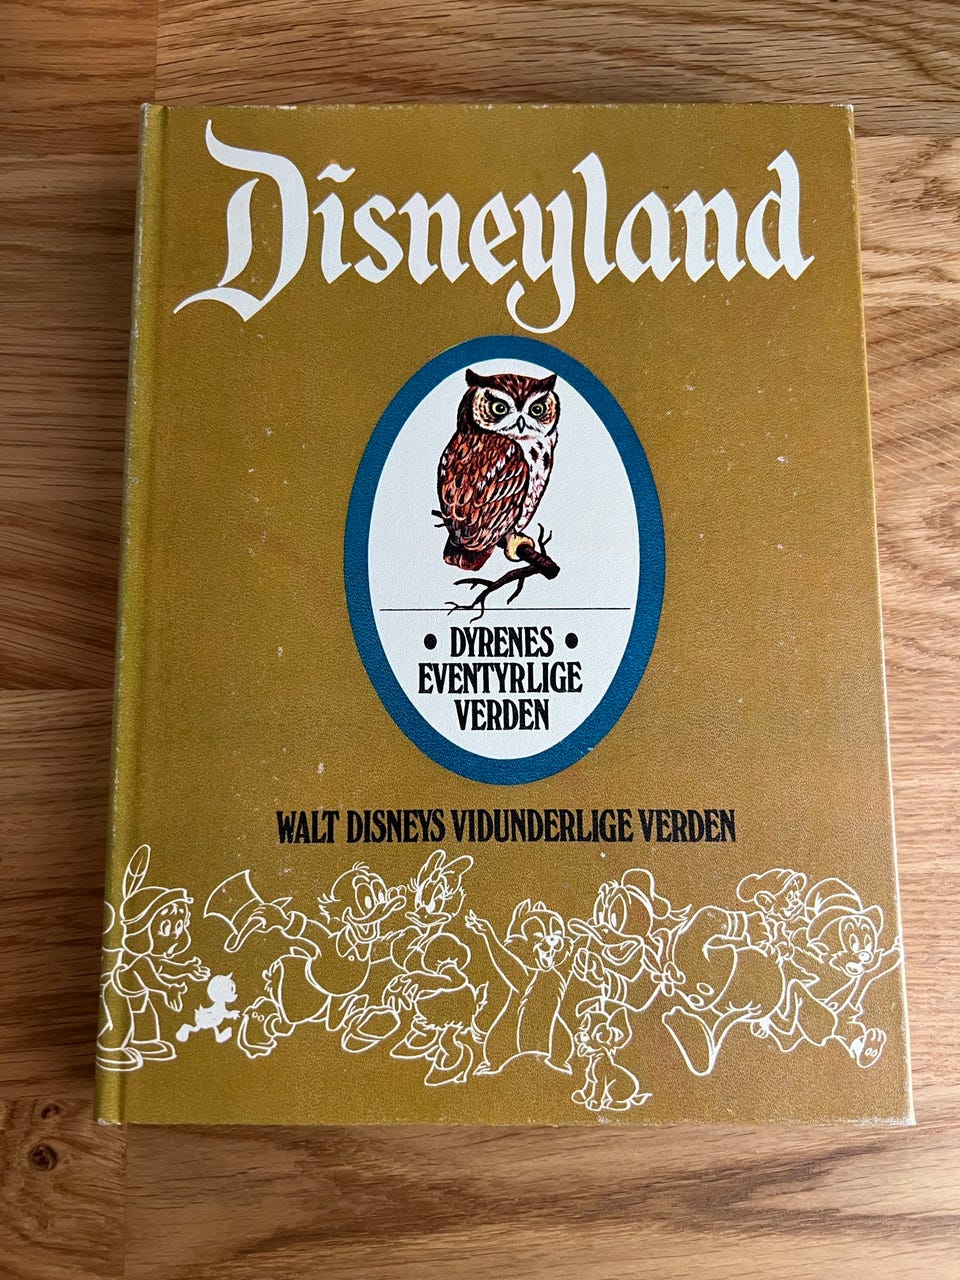 Disneyland
• DYRENES •
EVENTYRLIGE
VERDEN
WALT DISNEYS VIDUNDERLIGE VERDEN